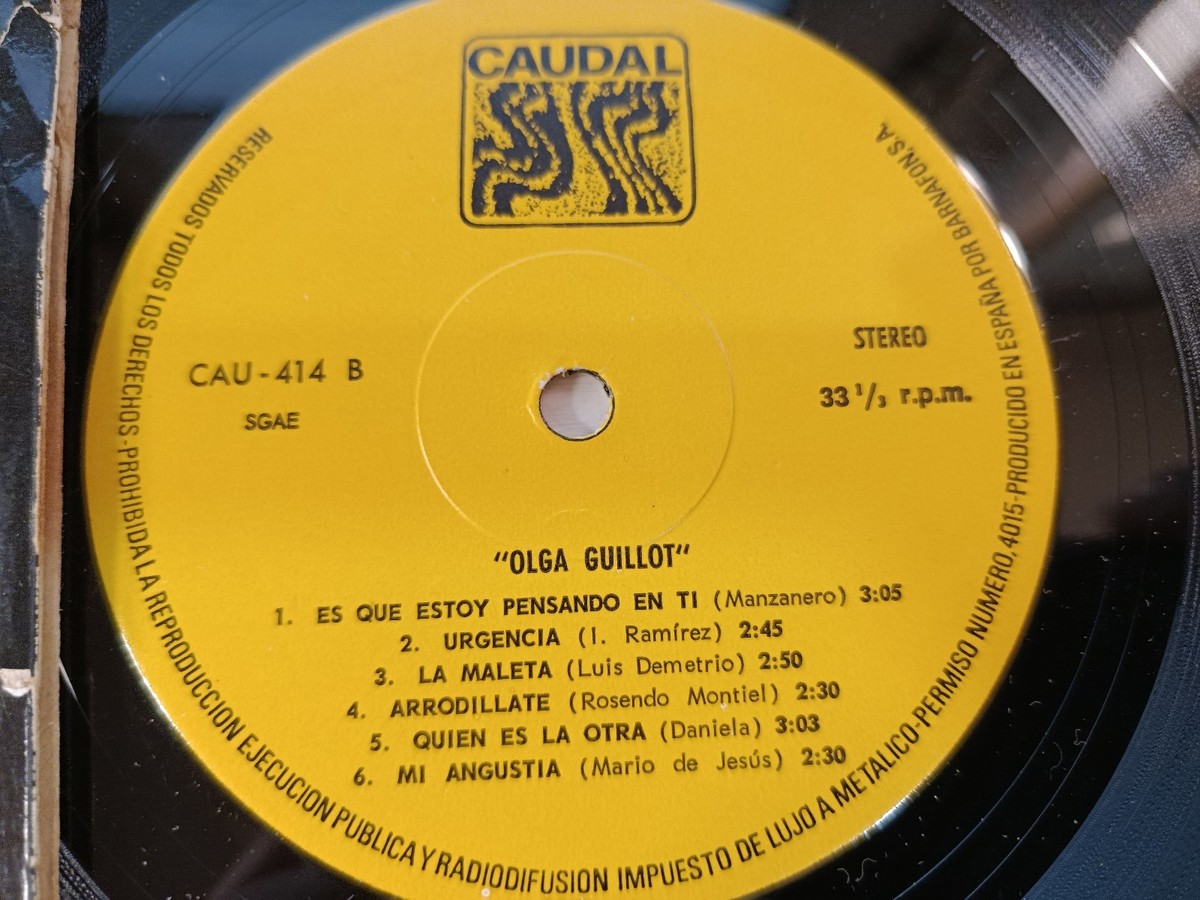 CAUDAL
STEREO
CAU-414 B
33 1/3 r.p.m.
SGAE
"OLGA GUILLOT"
1. ES QUE ESTOY PENSANDO EN TI (Manzanero) 3:05
2. URGENCIA (I. Ramírez) 2:45
3. LA MALETA (Luis Demetrio) 2:50
4. ARRODILLATE (Rosendo Montiel) 2:30
5. QUIEN ES LA OTRA (Daniela) 3:03
6. MI ANGUSTIA (Mario de Jesús) 2:30
RESERVADOS TODOS LOS DERECHOS-PROHIBIDA LA REPRODUCCION EJECUCION PUBLICA Y RADIODIFUSION IMPUESTO DE LUJO A METALICO-PERMISO NUMERO, 4015-PRODUCIDO EN ESPAÑA POR BARNAFON, S.A.